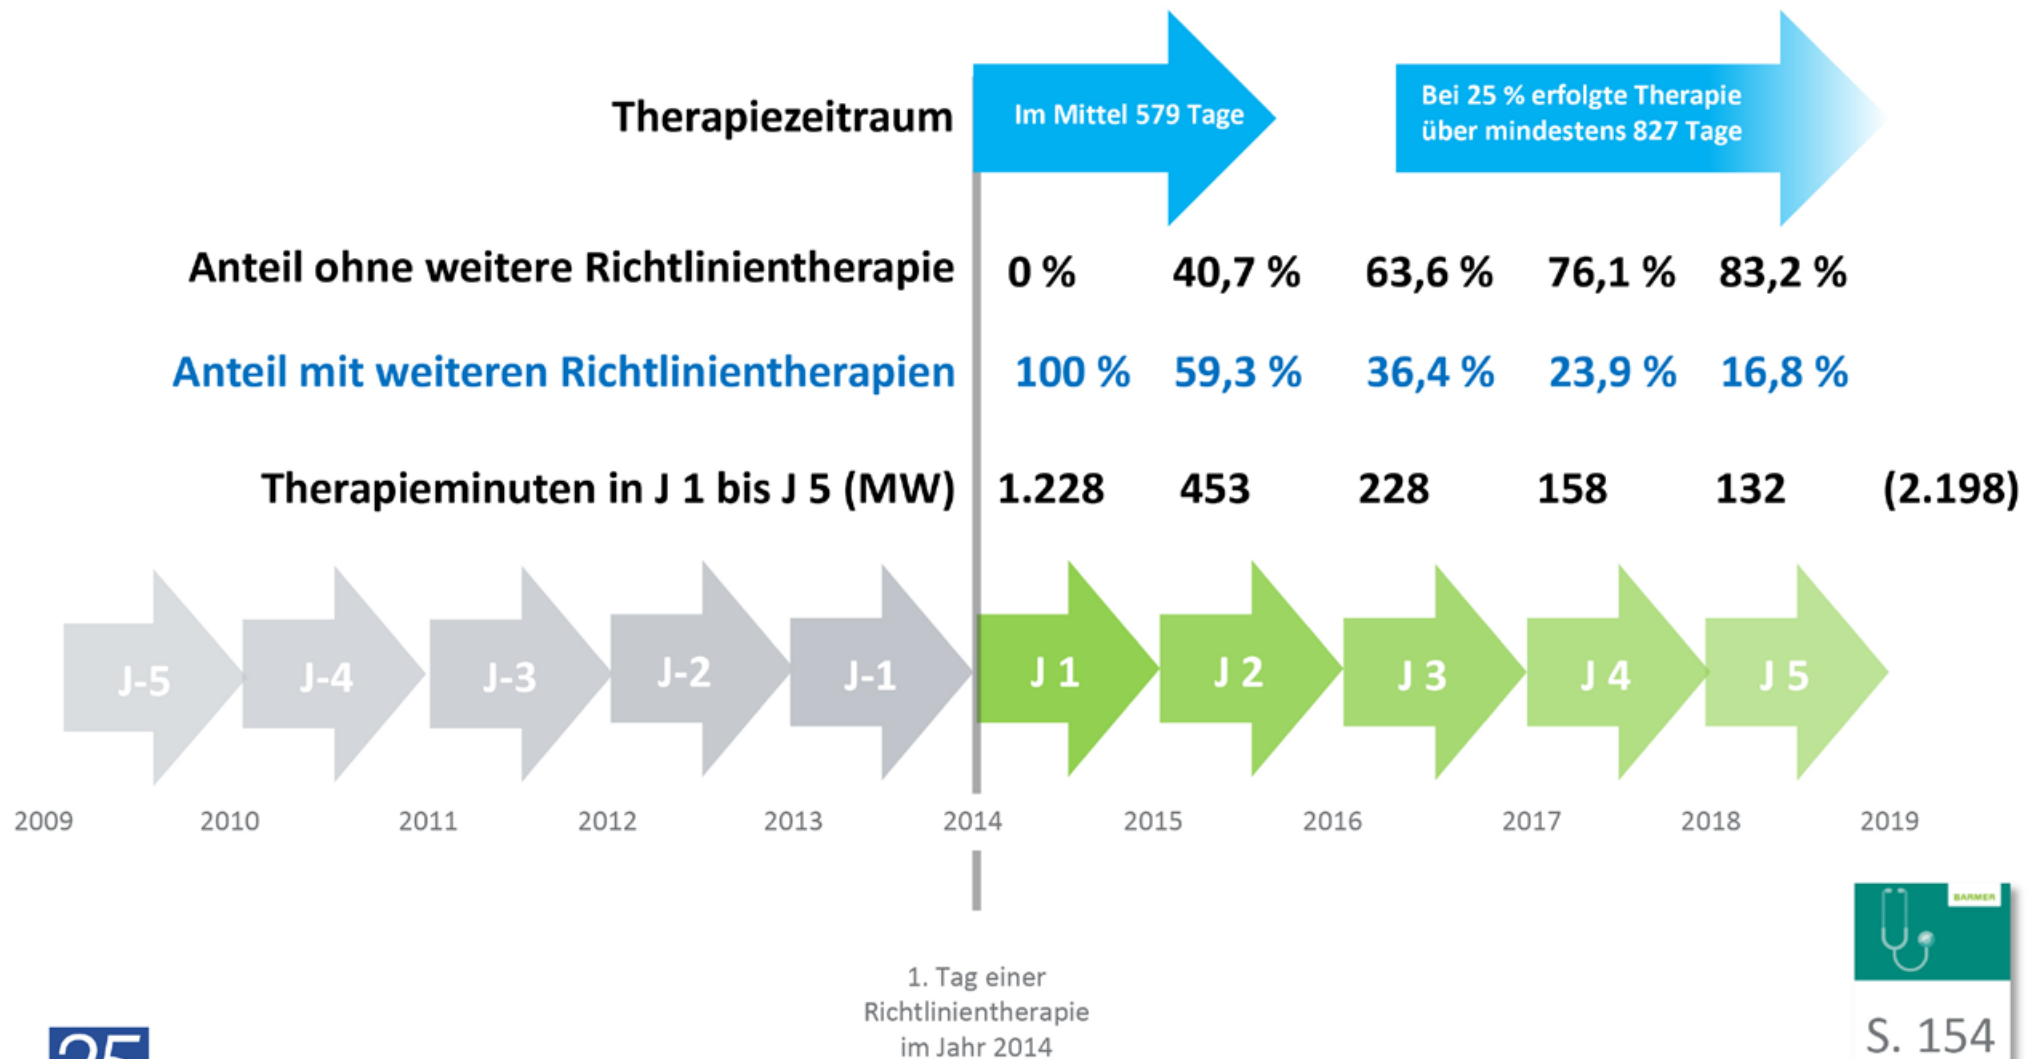 Therapiezeitraum
Im Mittel 579 Tage
Bei 25 % erfolgte Therapie
über mindestens 827 Tage
Anteil ohne weitere Richtlinientherapie 0 % 40,7 % 63,6 % 76,1 % 83,2 %
Anteil mit weiteren Richtlinientherapien 100 % 59,3 % 36,4 % 23,9 % 16,8 %
Therapieminuten in J 1 bis J 5 (MW) 1.228 453 228 158 132 (2.198)
J-5 J-4 J-3 J-2 J-1 J 1 J 2 J 3 J 4 J 5
2009 2010 2011 2012 2013 2014 2015 2016 2017 2018 2019
BARMER
1. Tag einer
Richtlinientherapie
im Jahr 2014
S. 154
25